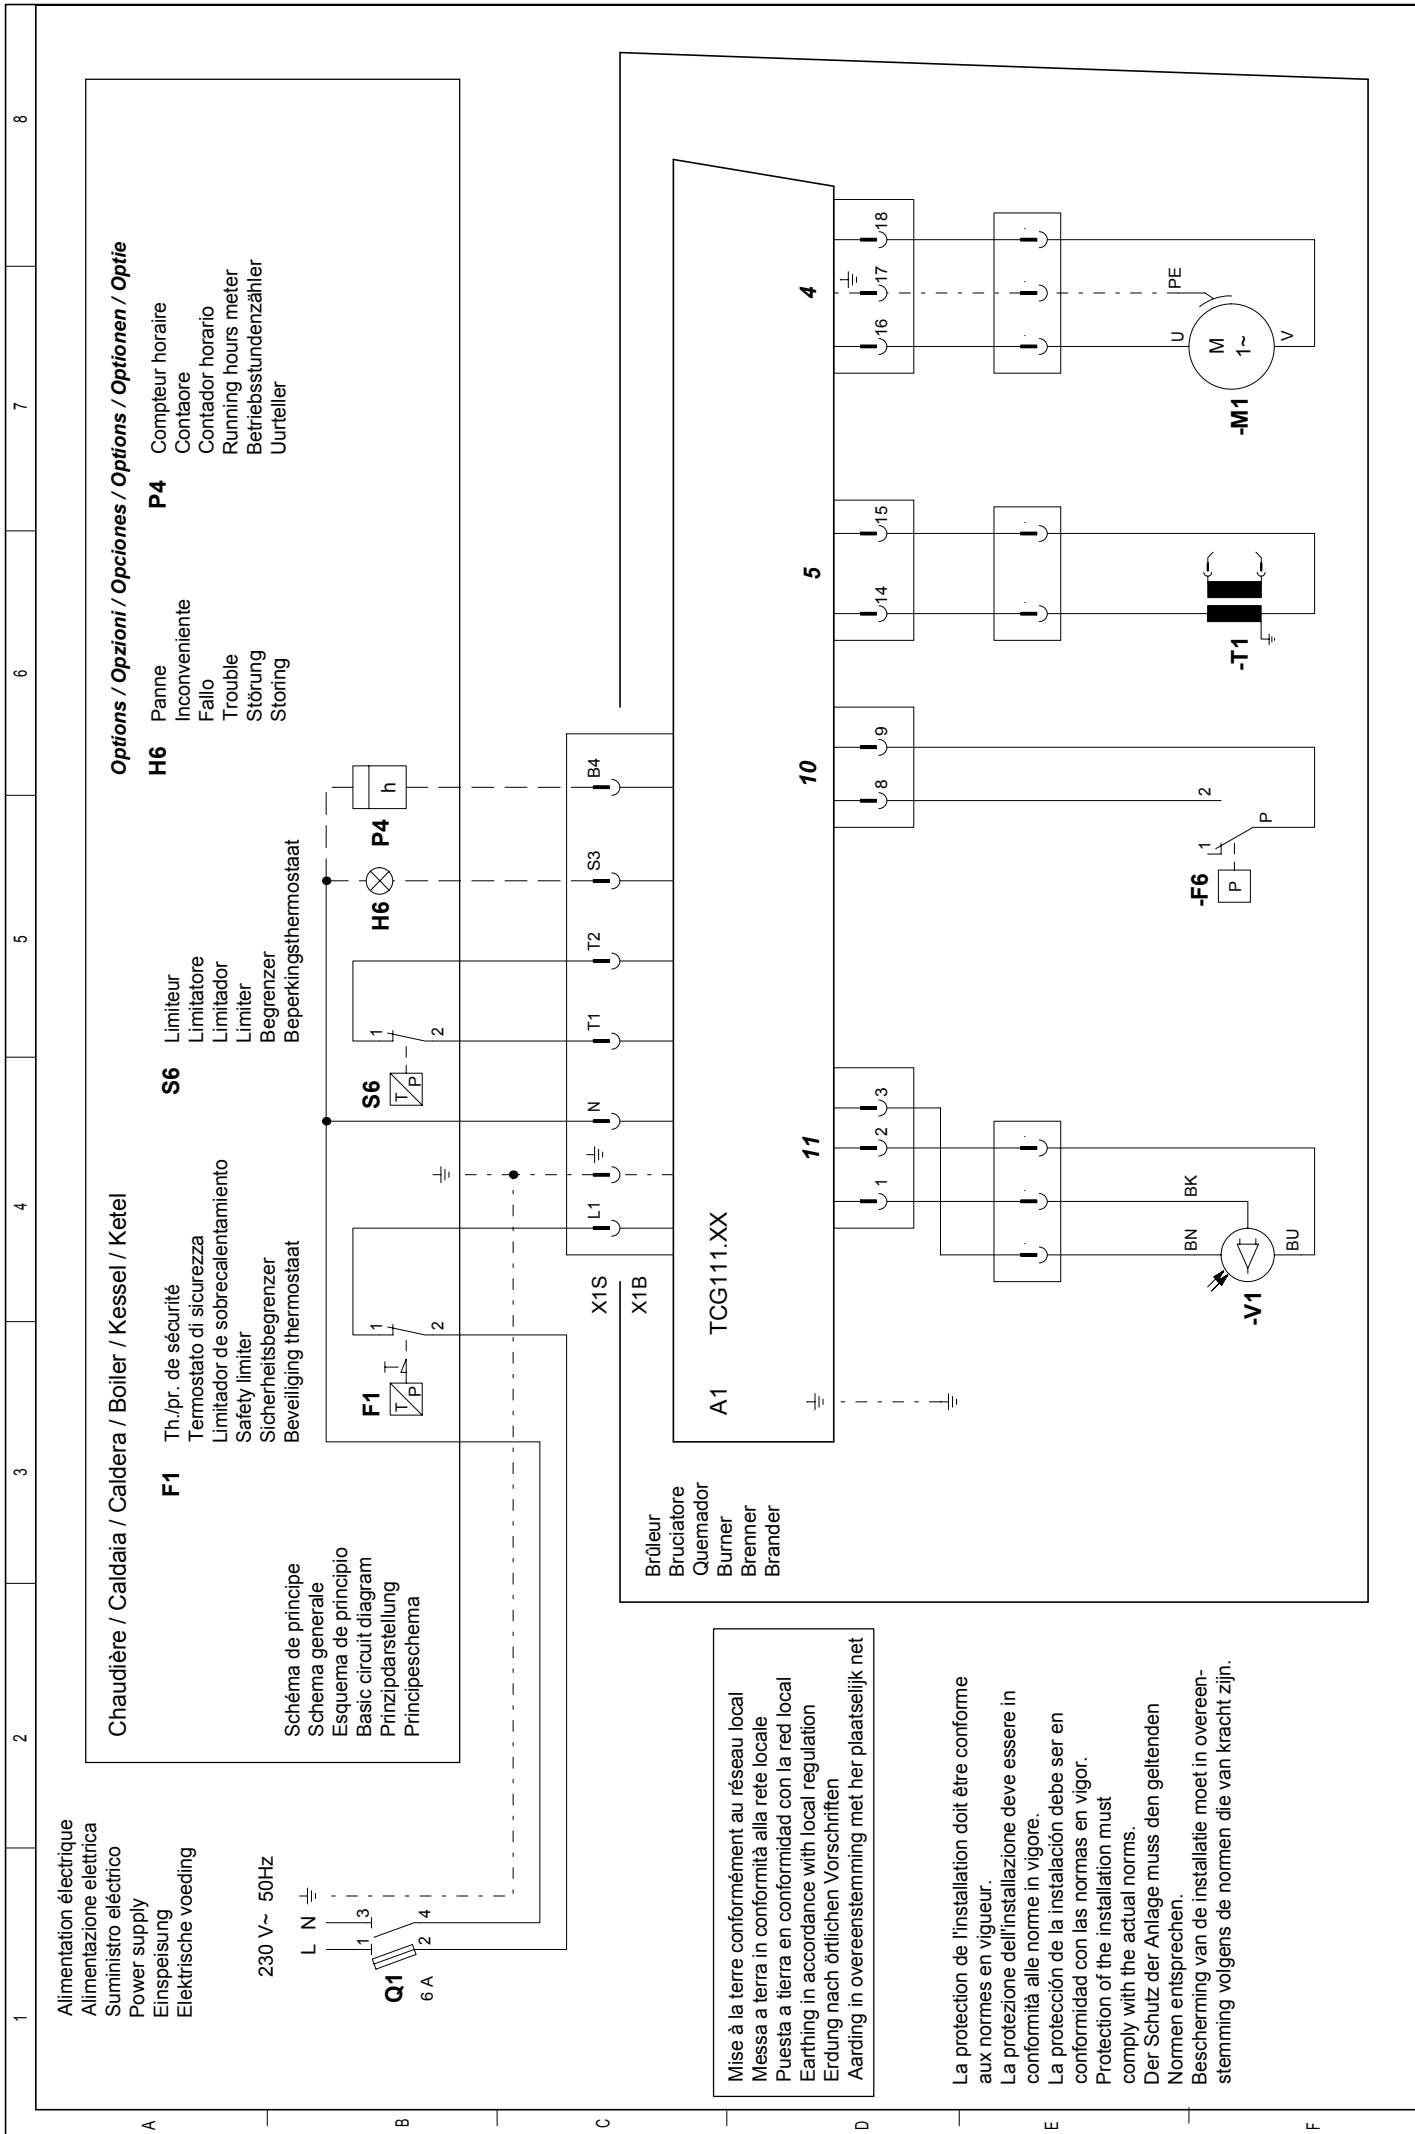 1
2
3
4
5
6
7
8
A
B
C
D
E
F
Alimentation électrique
Alimentazione elettrica
Suministro eléctrico
Power supply
Einspeisung
Elektrische voeding
230 V~ 50Hz
L N
1 3
2 4
Q1
6 A
Chaudière / Caldaia / Caldera / Boiler / Kessel / Ketel
Schéma de principe
Schema generale
Esquema de principio
Basic circuit diagram
Prinzipdarstellung
Principeschema
F1
Th./pr. de sécurité
Termostato di sicurezza
Limitador de sobrecalentamiento
Safety limiter
Sicherheitsbegrenzer
Beveiliging thermostaat
S6
Limiteur
Limitatore
Limitador
Limiter
Begrenzer
Beperkingsthermostaat
Options / Opzioni / Opciones / Options / Optionen / Optie
H6
Panne
Inconveniente
Fallo
Trouble
Störung
Storing
P4
Compteur horaire
Contaore
Contador horario
Running hours meter
Betriebsstundenzähler
Uurteller
F1
T
P
1
2
S6
T
P
1
2
H6
P4
h
X1S
X1B
L1
N
T1
T2
S3
B4
Brûleur
Bruciatore
Quemador
Burner
Brenner
Brander
A1
TCG111.XX
11
1
2
3
10
8
9
5
14
15
4
16
17
18
BN
BK
BU
-V1
-F6
P
1
2
P
-T1
U
PE
V
M
1~
-M1
Mise à la terre conformément au réseau local
Messa a terra in conformità alla rete locale
Puesta a tierra en conformidad con la red local
Earthing in accordance with local regulation
Erdung nach örtlichen Vorschriften
Aarding in overeenstemming met her plaatselijk net
La protection de l'installation doit être conforme
aux normes en vigueur.
La protezione dell'installazione deve essere in
conformità alle norme in vigore.
La protección de la instalación debe ser en
conformidad con las normas en vigor.
Protection of the installation must
comply with the actual norms.
Der Schutz der Anlage muss den geltenden
Normen entsprechen.
Bescherming van de installatie moet in overeen-
stemming volgens de normen die van kracht zijn.